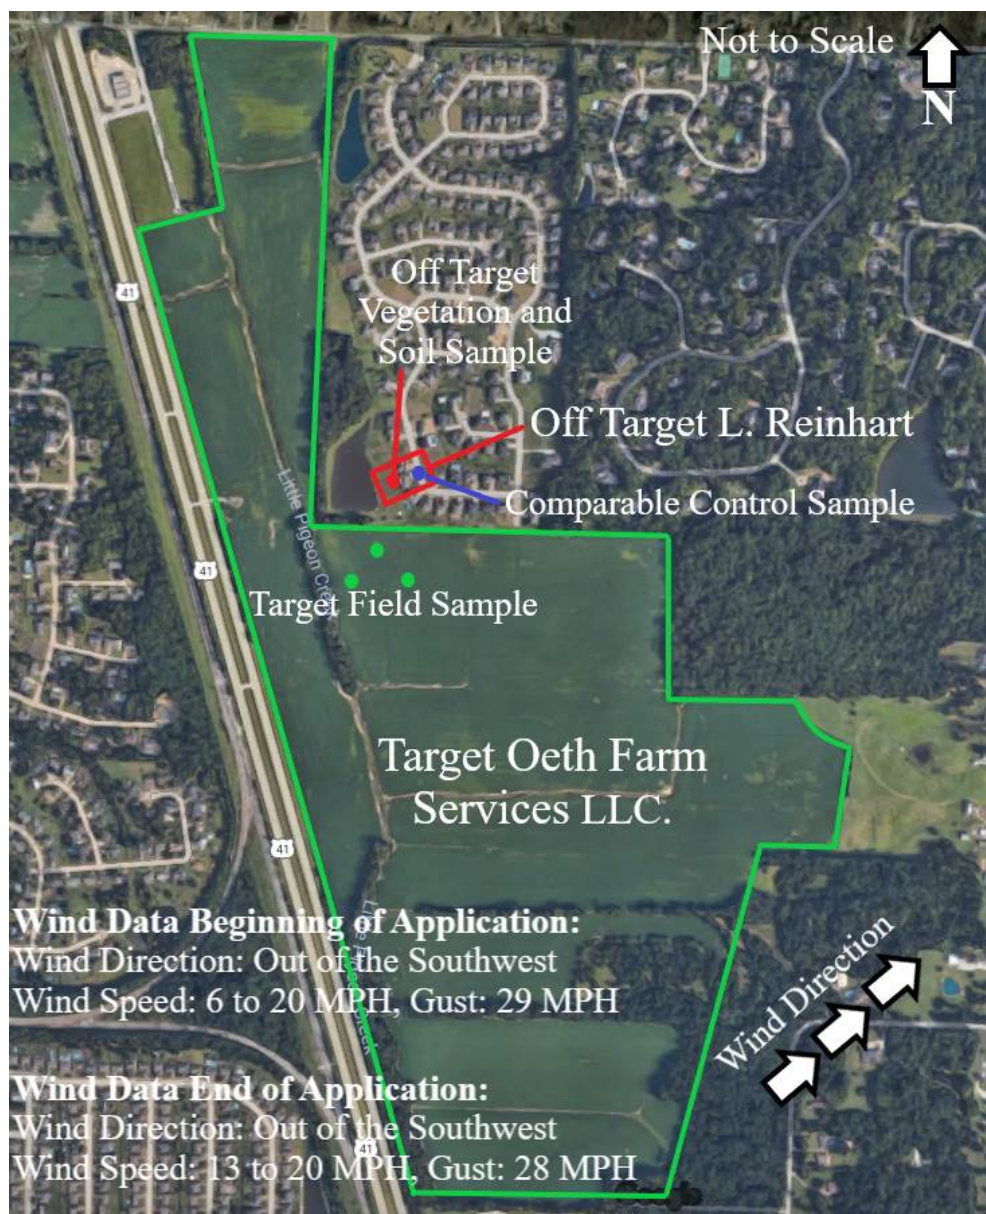 Not to Scale
N
Off Target
Vegetation and
Soil Sample
41
Off Target L. Reinhart
Comparable Control Sample
Little Pigeon Creek
41
Target Field Sample
Target Oeth Farm
Services LLC.
41
Wind Data Beginning of Application:
Wind Direction: Out of the Southwest
Wind Speed: 6 to 20 MPH, Gust: 29 MPH
Wind Direction
Wind Data End of Application:
Wind Direction: Out of the Southwest
Wind Speed: 13 to 20 MPH, Gust: 28 MPH
41